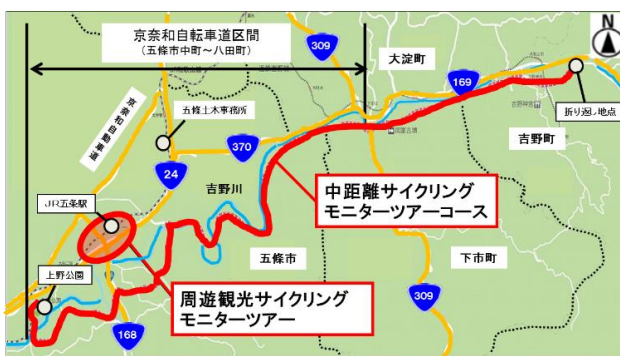 京奈和自転車道区間
(五條市中町～八田町)
309
大淀町
N
169
折り返し地点
吉野神宮
吉野町
京奈和自動車道
五條土木事務所
370
24
吉野川
中距離サイクリング
モニターツアーコース
JR五条駅
上野公園
五條市
下市町
周遊観光サイクリング
モニターツアー
168
309